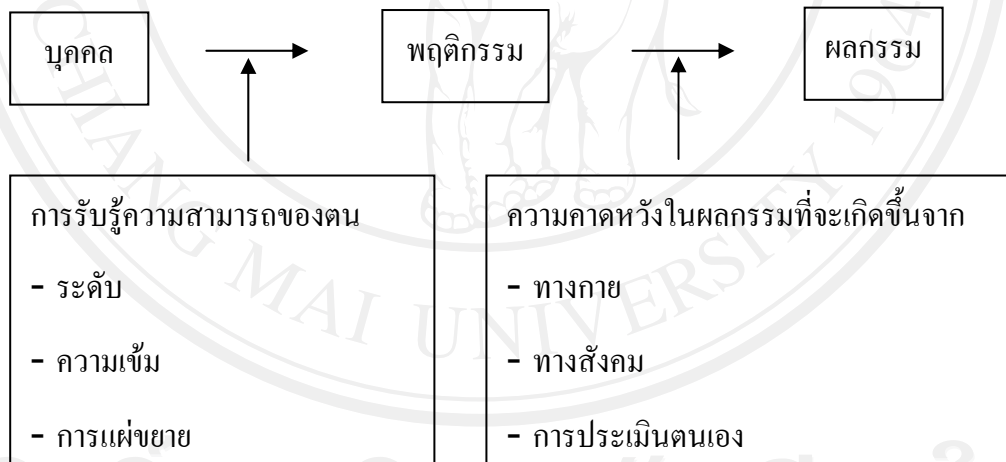 บุคคล
พฤติกรรม
ผลกรรม
การรับรู้ความสามารถของตน
- ระดับ
- ความเข้ม
- การแผ่ขยาย
ความคาดหวังในผลกรรมที่จะเกิดขึ้นจาก
- ทางกาย
- ทางสังคม
- การประเมินตนเอง
CHIANG MAI UNIVERSITY 1964